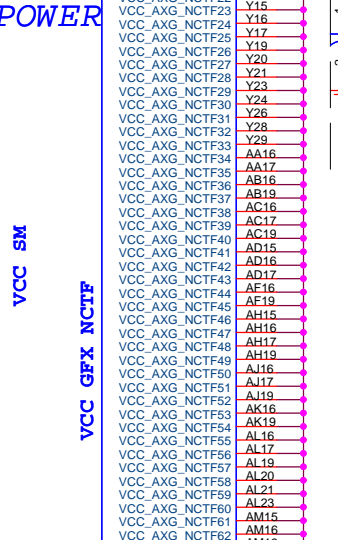 POWER
VCC SM
VCC GFX NCTF
VCC_AXG_NCTF23 Y15
VCC_AXG_NCTF24 Y16
VCC_AXG_NCTF25 Y17
VCC_AXG_NCTF26 Y19
VCC_AXG_NCTF27 Y20
VCC_AXG_NCTF28 Y21
VCC_AXG_NCTF29 Y23
VCC_AXG_NCTF30 Y24
VCC_AXG_NCTF31 Y26
VCC_AXG_NCTF32 Y28
VCC_AXG_NCTF33 Y29
VCC_AXG_NCTF34 AA16
VCC_AXG_NCTF35 AA17
VCC_AXG_NCTF36 AB16
VCC_AXG_NCTF37 AB19
VCC_AXG_NCTF38 AC16
VCC_AXG_NCTF39 AC17
VCC_AXG_NCTF40 AC19
VCC_AXG_NCTF41 AD15
VCC_AXG_NCTF42 AD16
VCC_AXG_NCTF43 AD17
VCC_AXG_NCTF44 AF16
VCC_AXG_NCTF45 AF19
VCC_AXG_NCTF46 AH15
VCC_AXG_NCTF47 AH16
VCC_AXG_NCTF48 AH17
VCC_AXG_NCTF49 AH19
VCC_AXG_NCTF50 AJ16
VCC_AXG_NCTF51 AJ17
VCC_AXG_NCTF52 AJ19
VCC_AXG_NCTF53 AK16
VCC_AXG_NCTF54 AK19
VCC_AXG_NCTF55 AL16
VCC_AXG_NCTF56 AL17
VCC_AXG_NCTF57 AL19
VCC_AXG_NCTF58 AL20
VCC_AXG_NCTF59 AL21
VCC_AXG_NCTF60 AL23
VCC_AXG_NCTF61 AM15
VCC_AXG_NCTF62 AM16